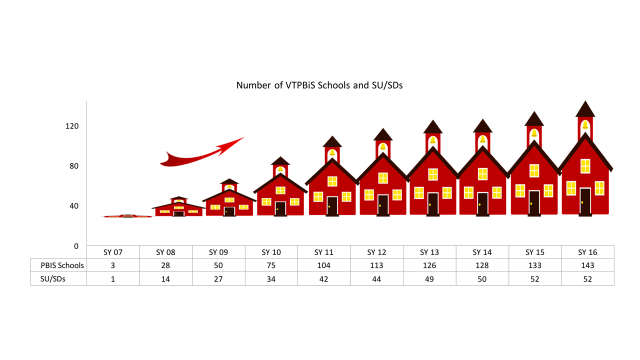 Number of VTPBiS Schools and SU/SDs
120
80
40
0
SY 07 SY 08 SY 09 SY 10 SY 11 SY 12 SY 13 SY 14 SY 15 SY 16
PBIS Schools 3 28 50 75 104 113 126 128 133 143
SU/SDs 1 14 27 34 42 44 49 50 52 52